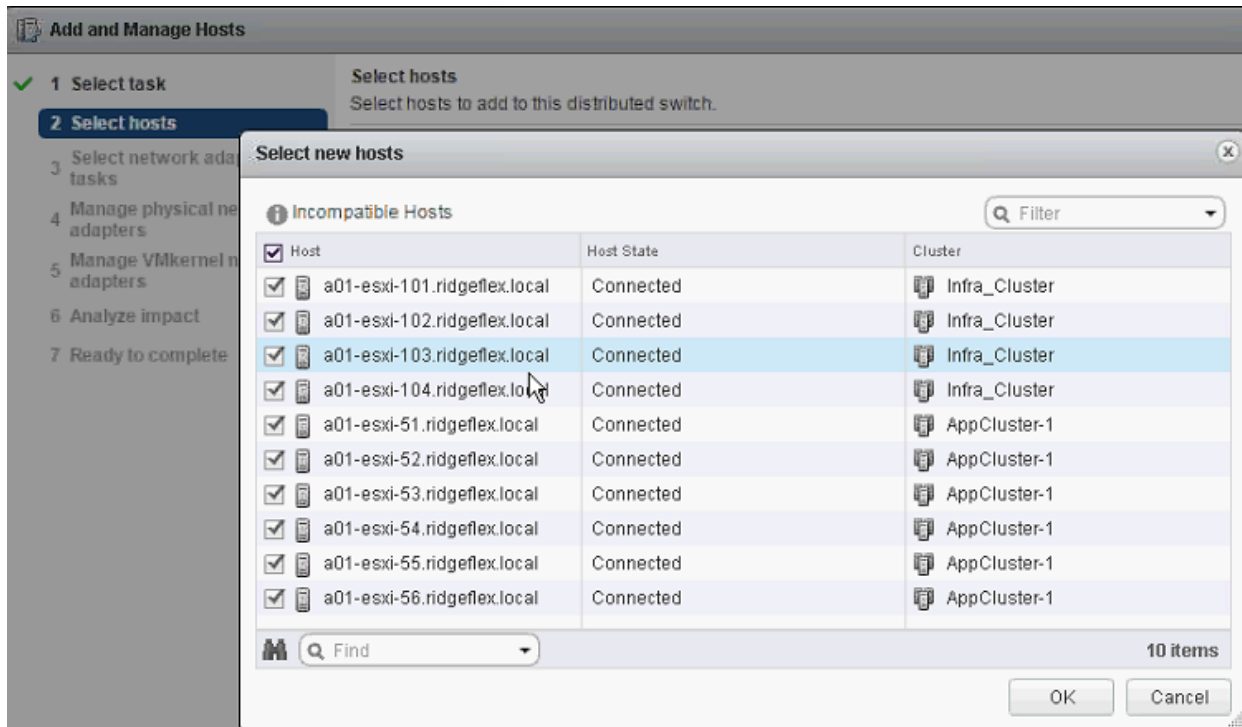 Add and Manage Hosts
1 Select task
2 Select hosts
3 Select network
tasks
4 Manage physical
adapters
5 Manage VMkernel
adapters
6 Analyze impact
7 Ready to complete
Select hosts
Select hosts to add to this distributed switch.
Select new hosts
Incompatible Hosts
Filter
Host Host State Cluster
a01-esxi-101.ridgeflex.local Connected Infra_Cluster
a01-esxi-102.ridgeflex.local Connected Infra_Cluster
a01-esxi-103.ridgeflex.local Connected Infra_Cluster
a01-esxi-104.ridgeflex.local Connected Infra_Cluster
a01-esxi-51.ridgeflex.local Connected AppCluster-1
a01-esxi-52.ridgeflex.local Connected AppCluster-1
a01-esxi-53.ridgeflex.local Connected AppCluster-1
a01-esxi-54.ridgeflex.local Connected AppCluster-1
a01-esxi-55.ridgeflex.local Connected AppCluster-1
a01-esxi-56.ridgeflex.local Connected AppCluster-1
Find
10 items
OK Cancel